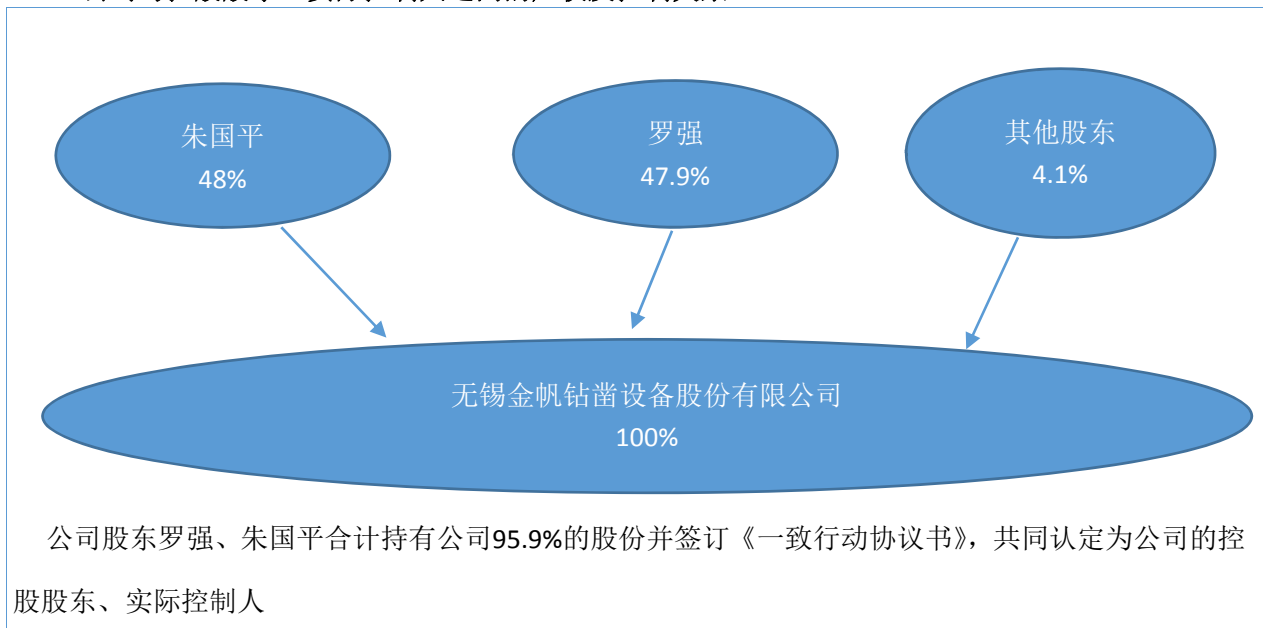 朱国平
48%
罗强
47.9%
其他股东
4.1%
无锡金帆钻凿设备股份有限公司
100%
公司股东罗强、朱国平合计持有公司95.9%的股份并签订《一致行动协议书》，共同认定为公司的控
股股东、实际控制人